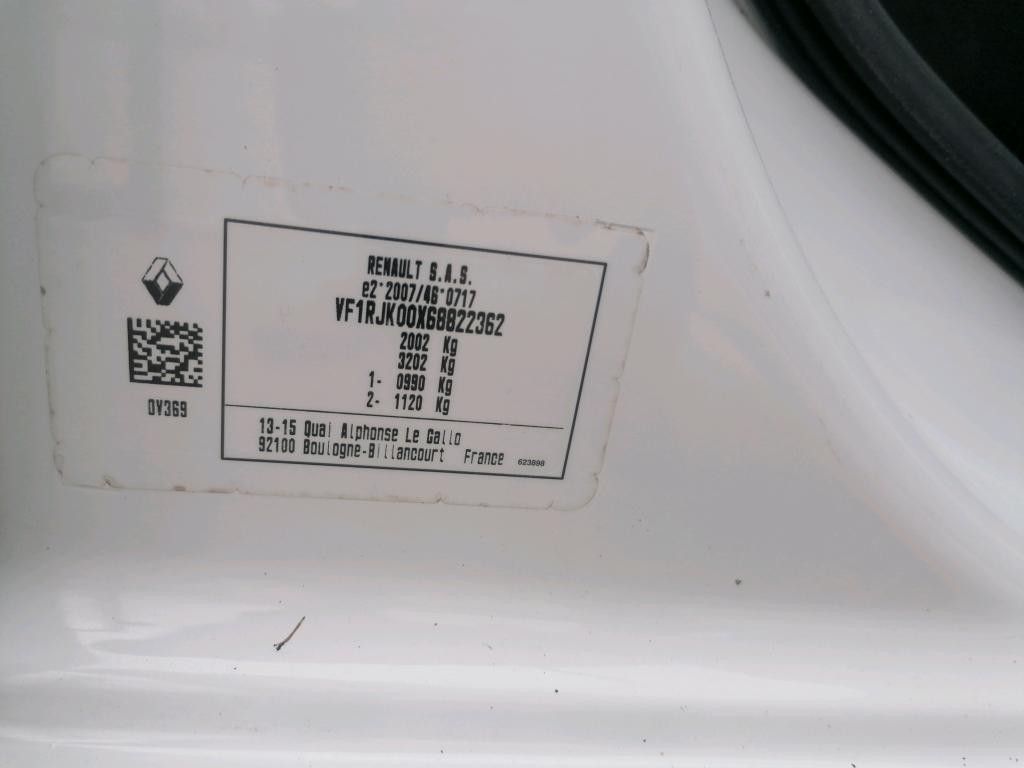 RENAULT S.A.S.
e2*2007/46*0717
VF1RJK00X68822362
2002 Kg
3202 Kg
1- 0990 Kg
2- 1120 Kg
0V369
13-15 Quai Alphonse Le Gallo
92100 Boulogne-Billancourt France 623898